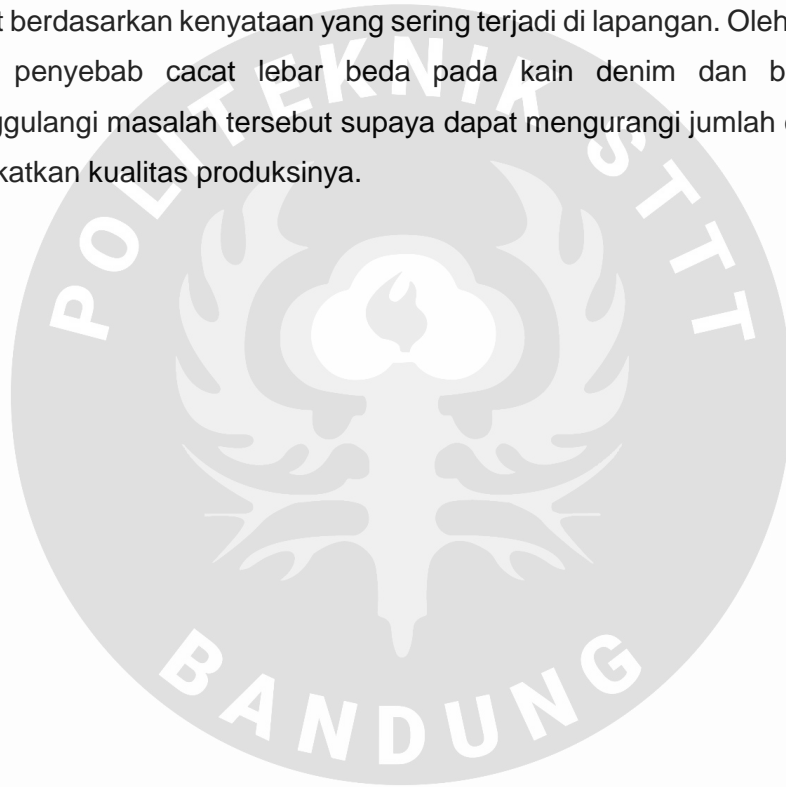 berdasarkan kenyataan yang sering terjadi di lapangan. Oleh
penyebab cacat lebar beda pada kain denim dan
masalah tersebut supaya dapat mengurangi jumlah
kualitas produksinya.
POLITEKNIK STTT
BANDUNG